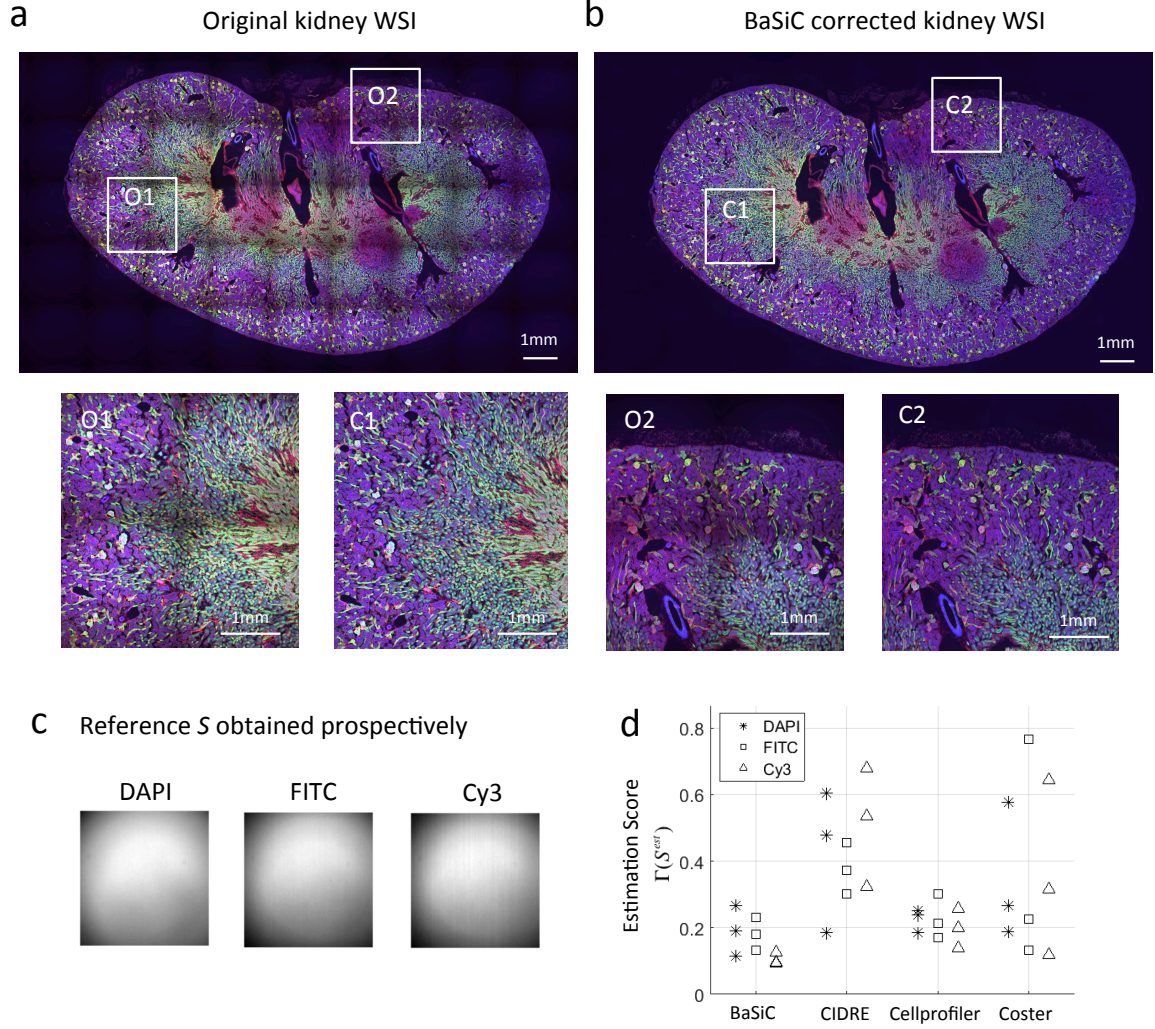 a
Original kidney WSI
b
BaSiC corrected kidney WSI
O2
O1
1mm
C2
C1
1mm
O1
1mm
C1
1mm
O2
1mm
C2
1mm
c
Reference S obtained prospectively
DAPI
FITC
Cy3
d
Estimation Score
Γ(S^est)
0.8
0.6
0.4
0.2
0
DAPI
FITC
Cy3
BaSiC
CIDRE
Cellprofiler
Coster